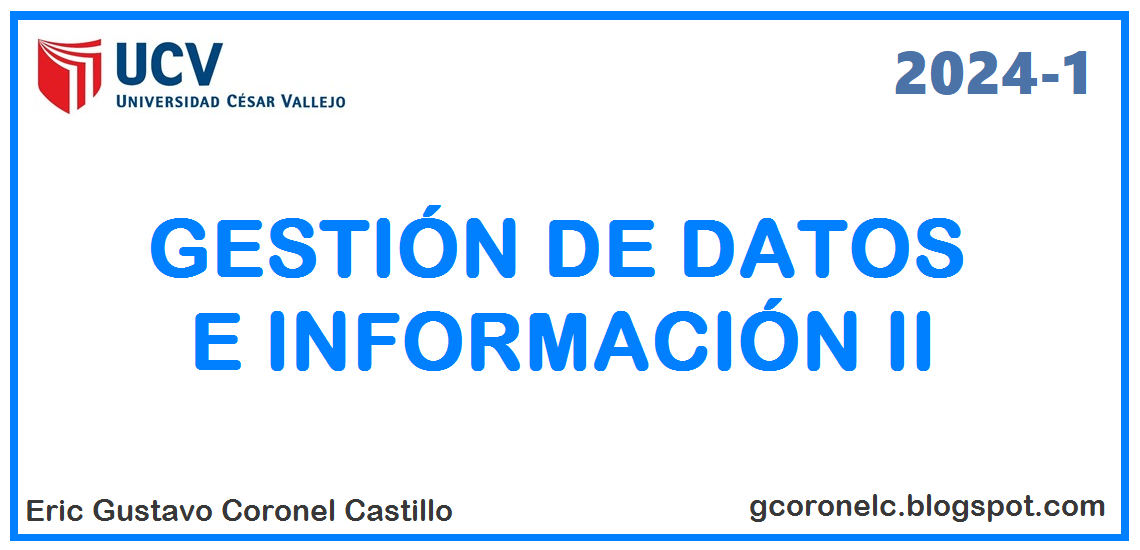 UCV
UNIVERSIDAD CÉSAR VALLEJO
2024-1
GESTIÓN DE DATOS
E INFORMACIÓN II
Eric Gustavo Coronel Castillo
gcoronelc.blogspot.com